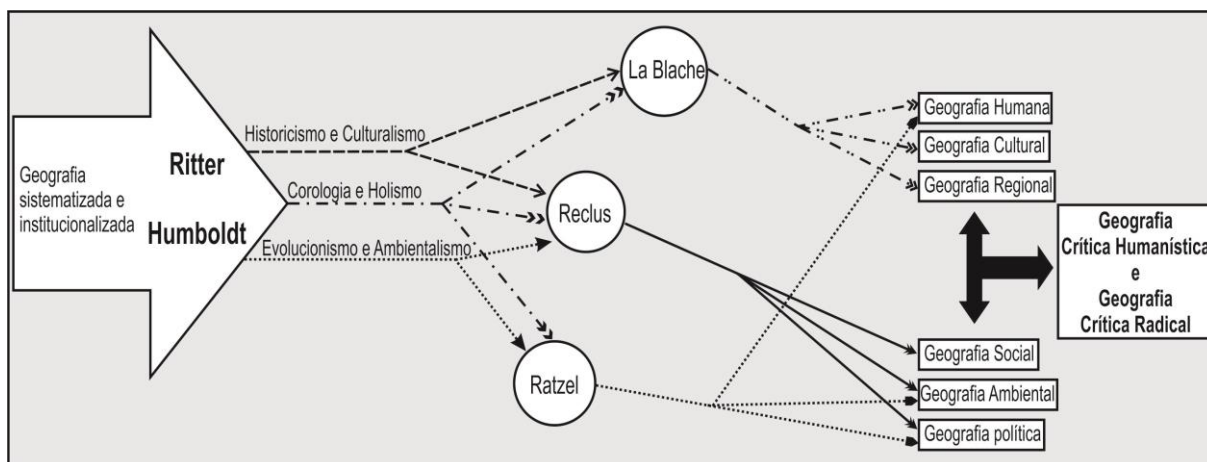 Geografia
sistematizada e
institucionalizada
Ritter
Humboldt
Historicismo e Culturalismo
Corologia e Holismo
Evolucionismo e Ambientalismo
La Blache
Reclus
Ratzel
Geografia Humana
Geografia Cultural
Geografia Regional
Geografia
Crítica Humanística
e
Geografia
Crítica Radical
Geografia Social
Geografia Ambiental
Geografia política